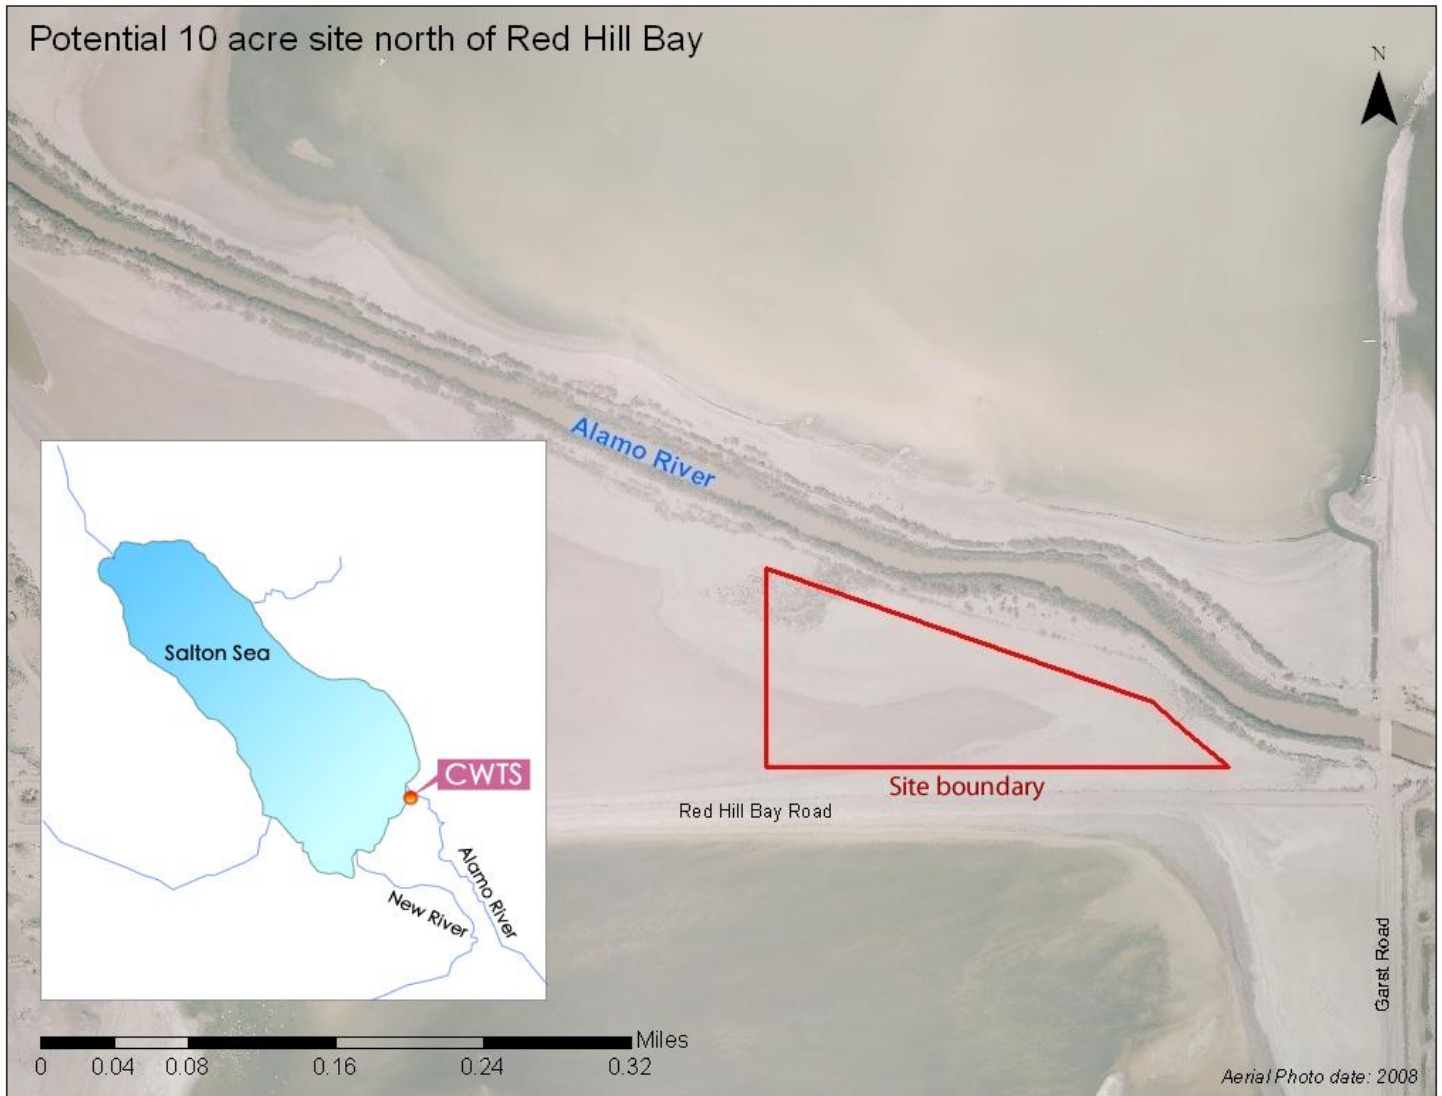 Potential 10 acre site north of Red Hill Bay
N
Alamo River
Salton Sea
CWTS
Alamo River
New River
Site boundary
Red Hill Bay Road
Garst Road
Miles
0 0.04 0.08 0.16 0.24 0.32
Aerial Photo date: 2008